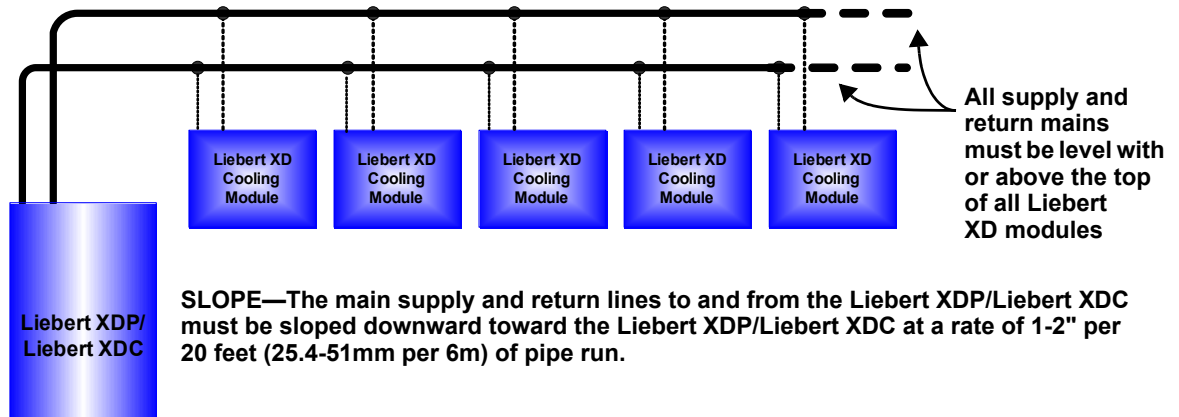 All supply and
return mains
must be level with
or above the top
of all Liebert
XD modules
Liebert XD
Cooling
Module
Liebert XD
Cooling
Module
Liebert XD
Cooling
Module
Liebert XD
Cooling
Module
Liebert XD
Cooling
Module
Liebert XDP/
Liebert XDC
SLOPE—The main supply and return lines to and from the Liebert XDP/Liebert XDC
must be sloped downward toward the Liebert XDP/Liebert XDC at a rate of 1-2" per
20 feet (25.4-51mm per 6m) of pipe run.